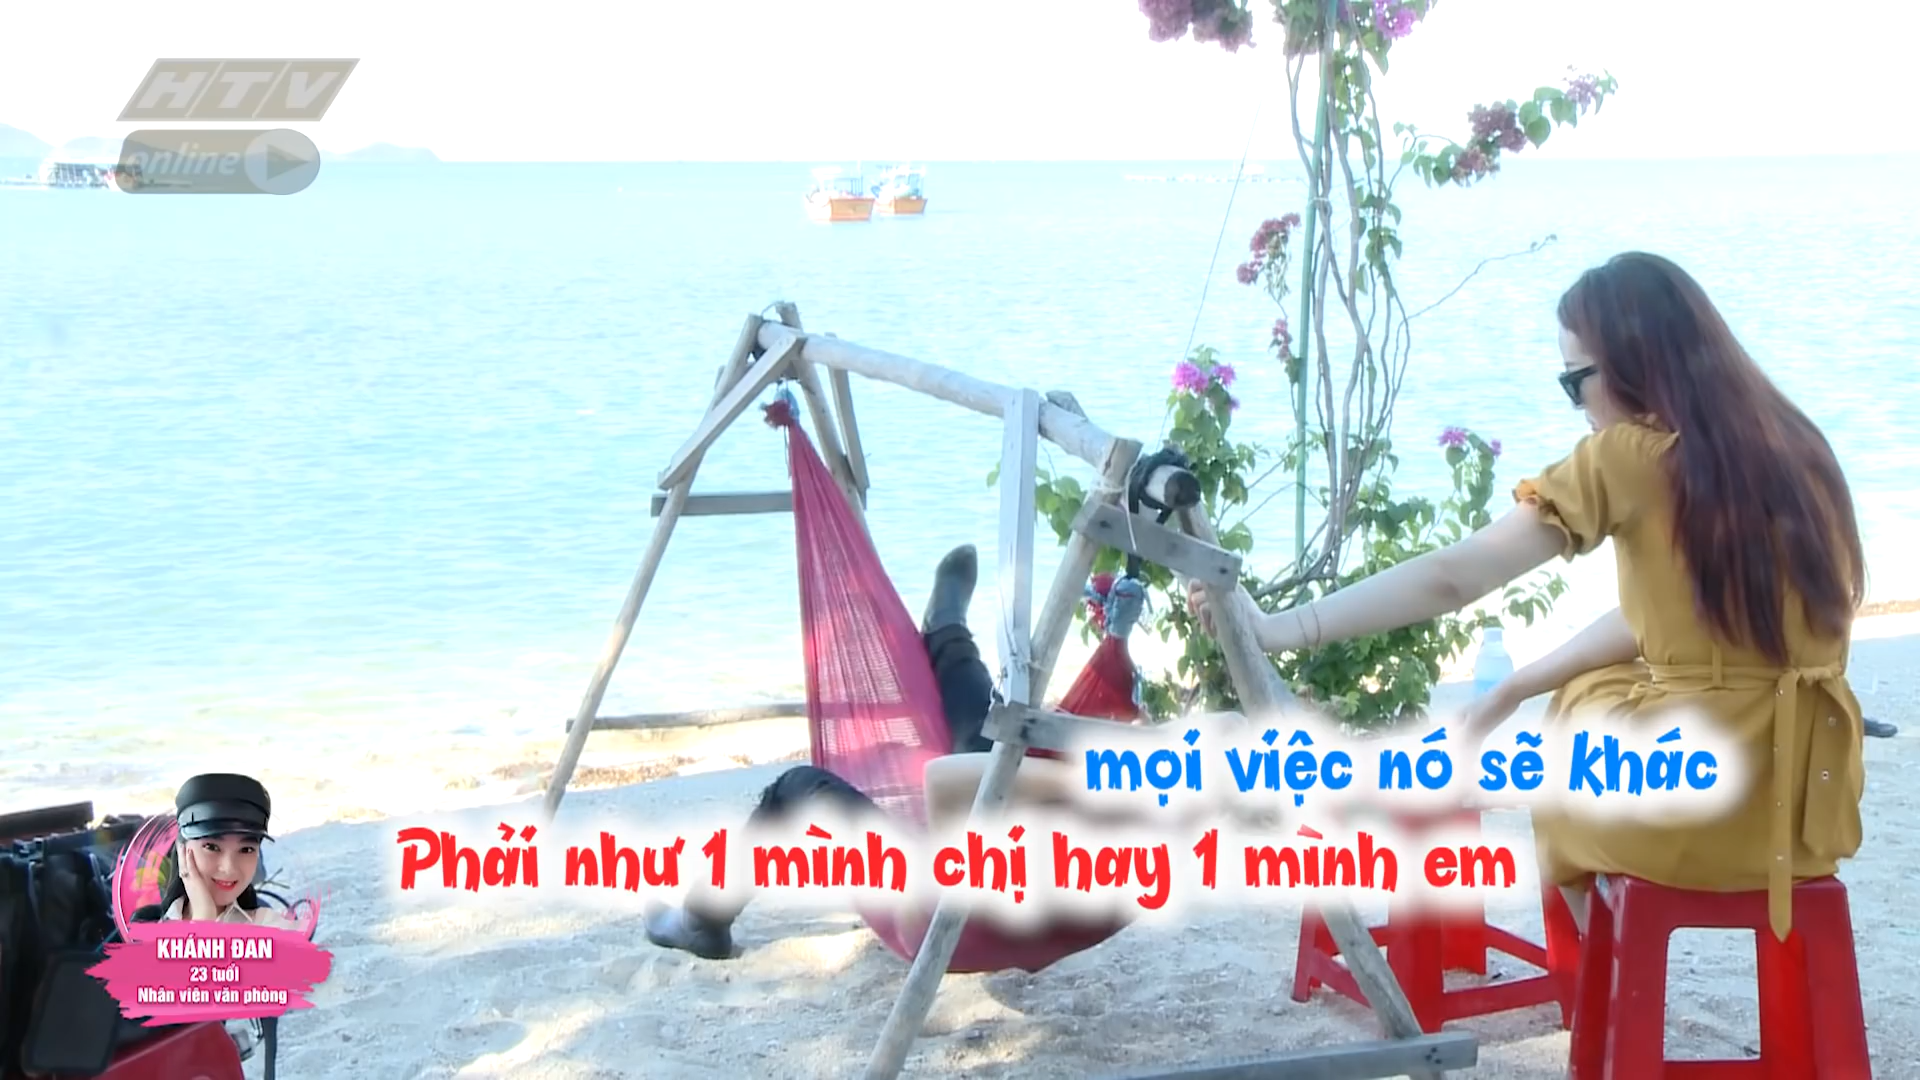 HTV
online
mọi việc nó sẽ khác
Phải như 1 mình chị hay 1 mình em
KHÁNH ĐAN
23 tuổi
Nhân viên văn phòng